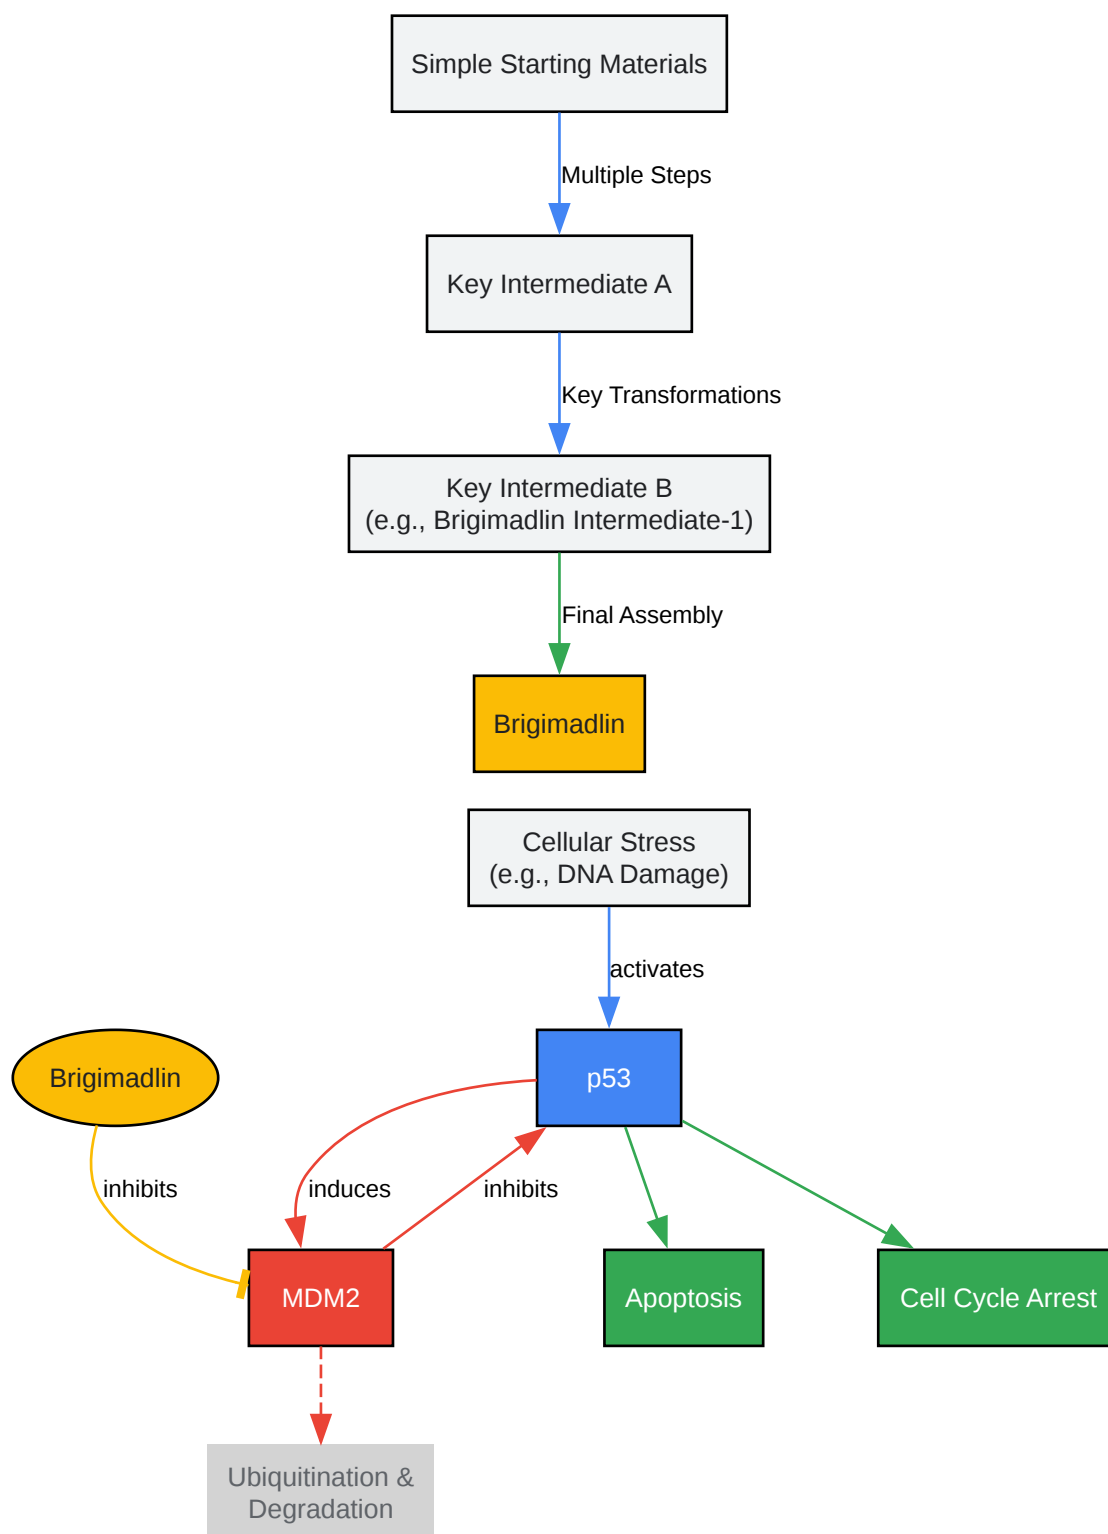 Simple Starting Materials
Multiple Steps
Key Intermediate A
Key Transformations
Key Intermediate B
(e.g., Brigimadlin Intermediate-1)
Final Assembly
Brigimadlin
Cellular Stress
(e.g., DNA Damage)
activates
Brigimadlin
p53
inhibits
induces
inhibits
MDM2
Apoptosis
Cell Cycle Arrest
Ubiquitination &
Degradation